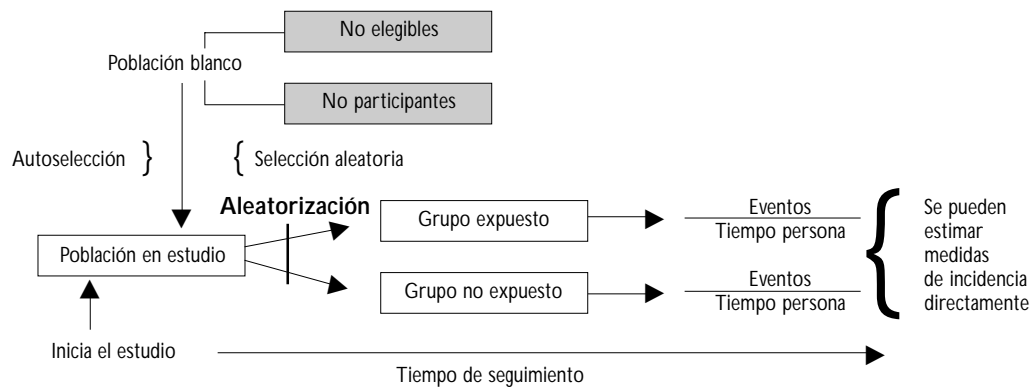 No elegibles
Población blanco
No participantes
Autoselección } { Selección aleatoria
Aleatorización
Grupo expuesto
Eventos
Tiempo persona
Población en estudio
Grupo no expuesto
Eventos
Tiempo persona
{
Se pueden
estimar
medidas
de incidencia
directamente
Inicia el estudio
Tiempo de seguimiento